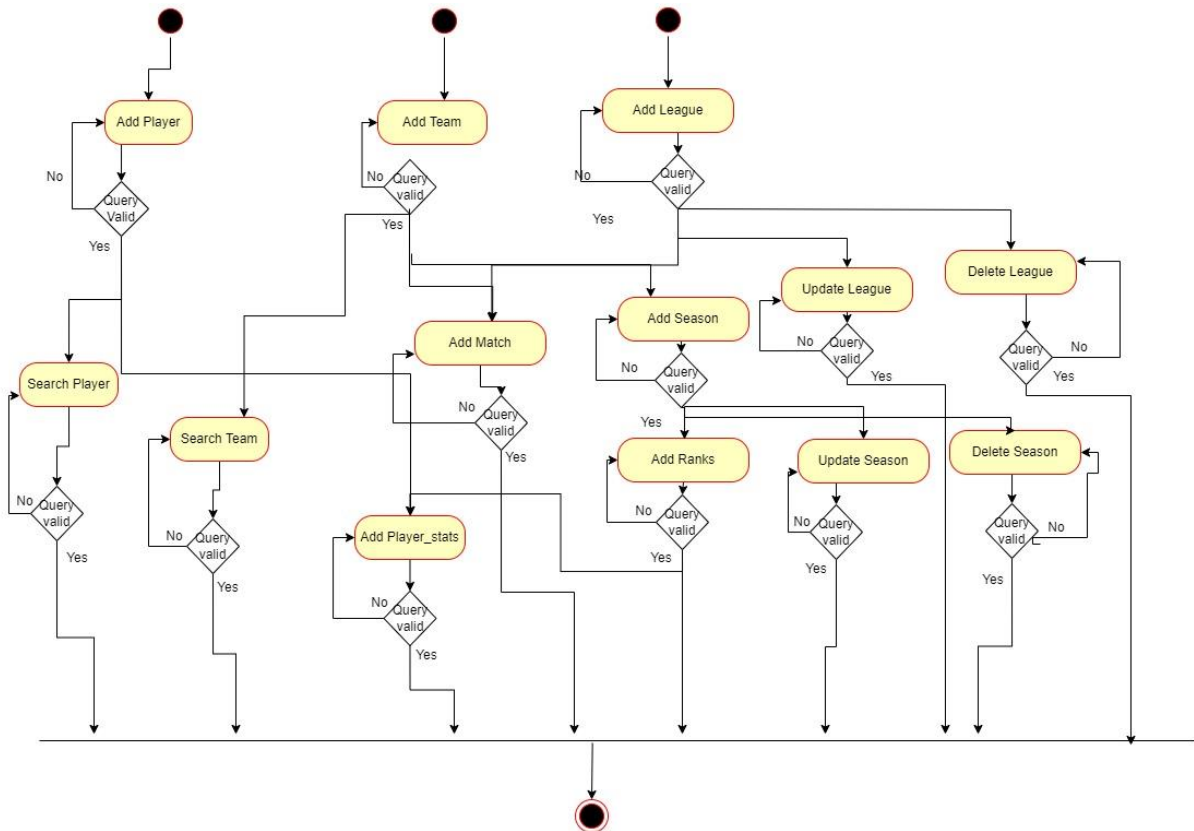 Add Player
Add Team
Add League
No
Query
Valid
Yes
No
Query
valid
Yes
No
Query
valid
Yes
Delete League
Update League
Add Season
Add Match
Query
valid
No
Yes
Query
valid
Yes
Query
valid
Search Player
Search Team
No
Query
valid
Yes
Yes
Add Ranks
Update Season
Delete Season
No
Query
valid
Yes
No
Query
valid
Yes
Add Player_stats
No
Query
valid
Yes
No
Query
valid
Yes
No
Query
valid
Yes
Query
valid
No
Yes